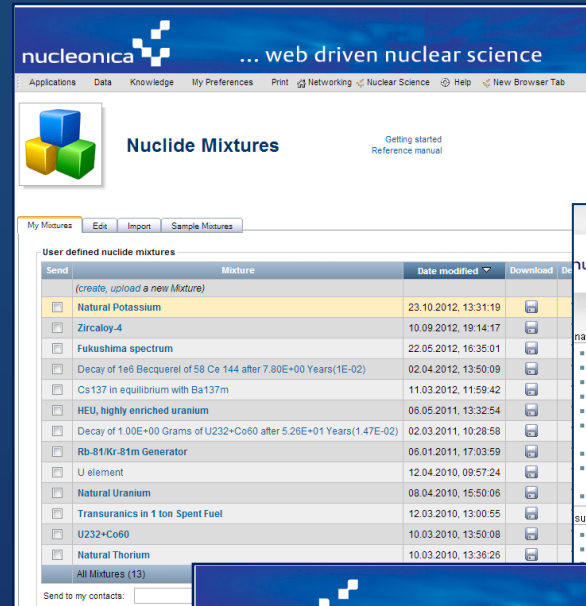 nucleonica
... web driven nuclear science
Applications Data Knowledge My Preferences Print Networking Nuclear Science Help New Browser Tab
Nuclide Mixtures
Getting started
Reference manual
My Mixtures Edit Import Sample Mixtures
User defined nuclide mixtures
Send Mixture Date modified Download
(create, upload a new Mixture)
Natural Potassium 23.10.2012, 13:31:19
Zircaloy-4 10.09.2012, 19:14:17
Fukushima spectrum 22.05.2012, 16:35:01
Decay of 1e6 Becquerel of 58 Ce 144 after 7.80E+00 Years(1E-02) 02.04.2012, 13:50:09
Cs137 in equilibrium with Ba137m 11.03.2012, 11:59:42
HEU, highly enriched uranium 06.05.2011, 13:32:54
Decay of 1.00E+00 Grams of U232+Co60 after 5.26E+01 Years(1.47E-02) 02.03.2011, 10:28:58
Rb-81/Kr-81m Generator 06.01.2011, 17:03:59
U element 12.04.2010, 09:57:24
Natural Uranium 08.04.2010, 15:50:06
Transuranics in 1 ton Spent Fuel 12.03.2010, 13:00:55
U232+Co60 10.03.2010, 13:50:08
Natural Thorium 10.03.2010, 13:36:26
All Mixtures (13)
Send to my contacts: